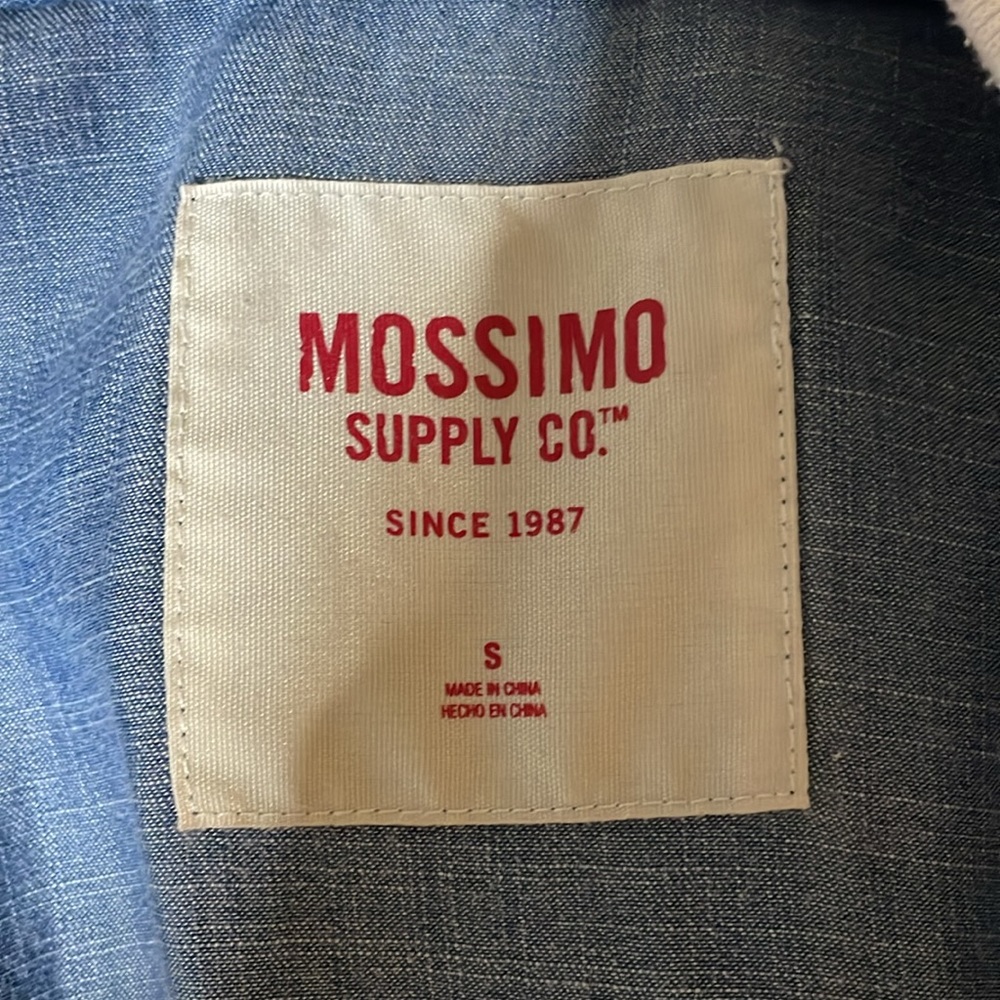 MOSSIMO
SUPPLY CO.™
SINCE 1987
S
MADE IN CHINA
HECHO EN CHINA